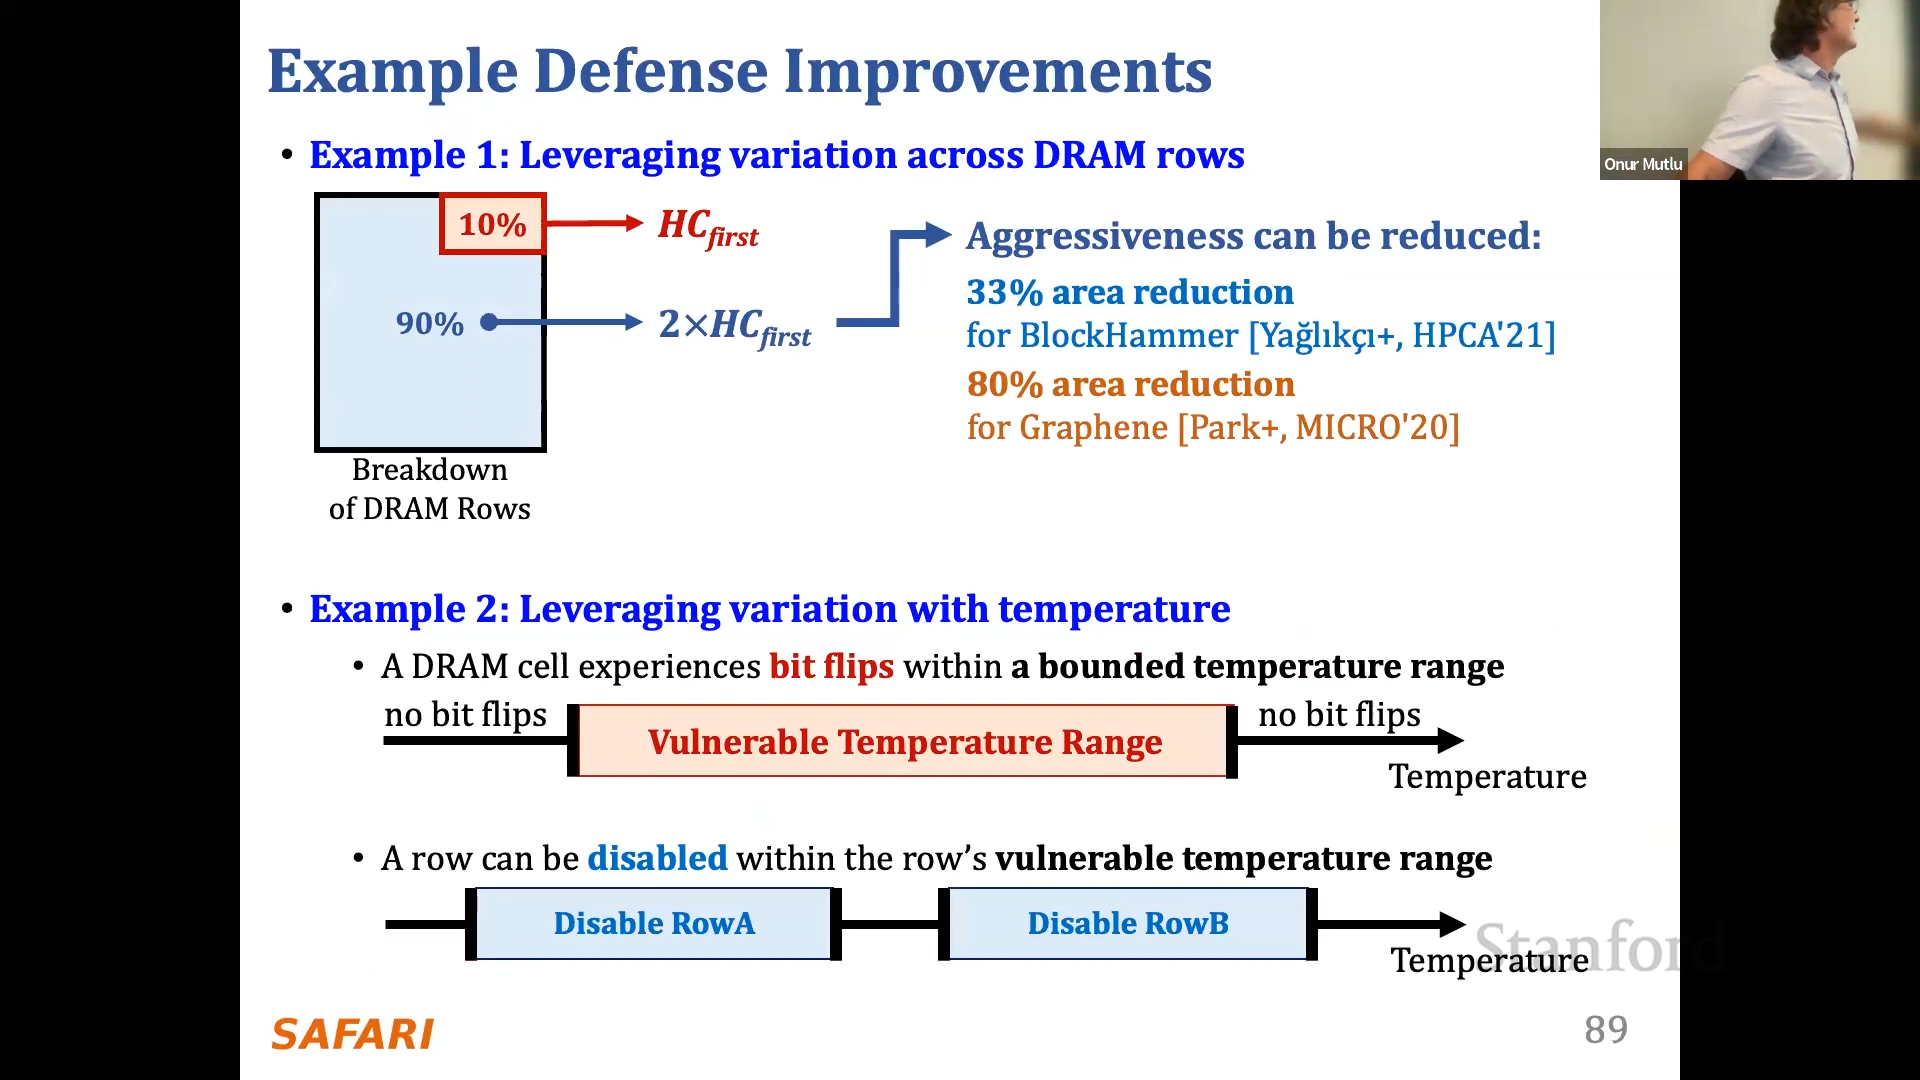 Example Defense Improvements
Onur Mutlu
• Example 1: Leveraging variation across DRAM rows
10%
HCfirst
90%
2×HCfirst
Aggressiveness can be reduced:
33% area reduction
for BlockHammer [Yağlıkçı+, HPCA'21]
80% area reduction
for Graphene [Park+, MICRO'20]
Breakdown
of DRAM Rows
• Example 2: Leveraging variation with temperature
• A DRAM cell experiences bit flips within a bounded temperature range
no bit flips
Vulnerable Temperature Range
no bit flips
Temperature
• A row can be disabled within the row’s vulnerable temperature range
Disable RowA
Disable RowB
Temperature
Stanford
SAFARI
89